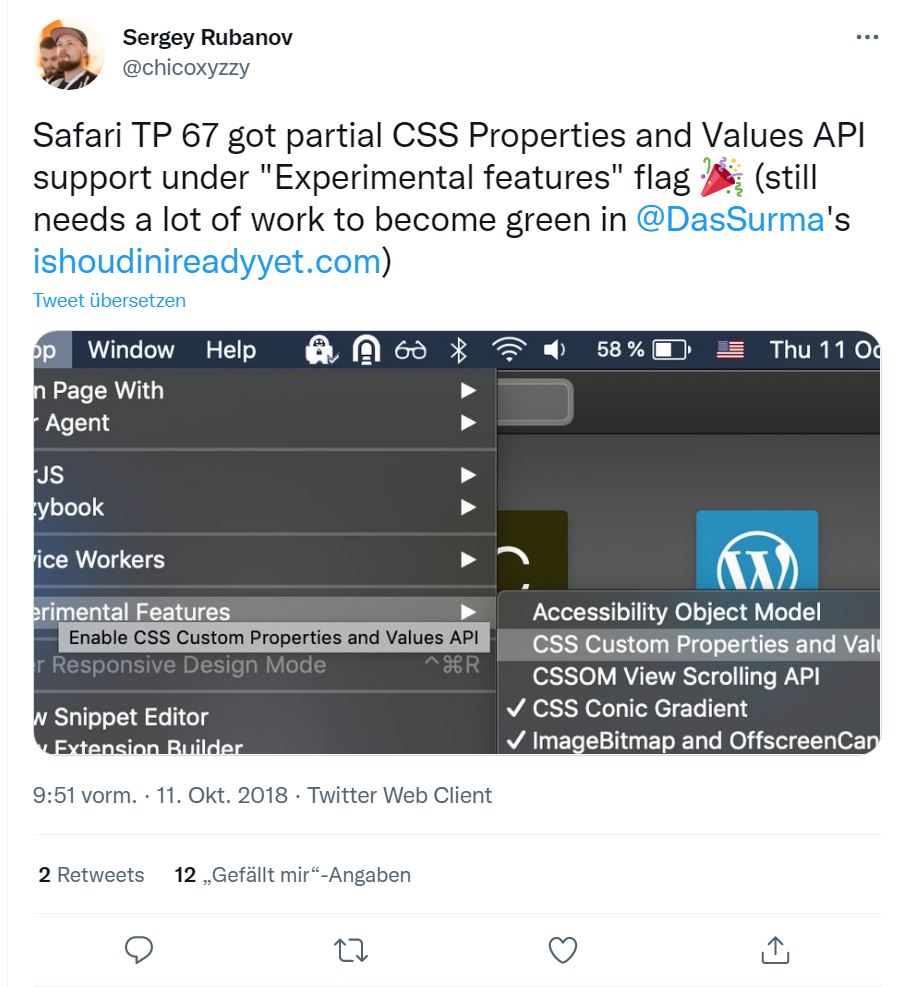 Sergey Rubanov
@chicoxyzzy
Safari TP 67 got partial CSS Properties and Values API
support under "Experimental features" flag 🎉 (still
needs a lot of work to become green in @DasSurma's
ishoudinireadyyet.com)
Tweet übersetzen
op Window Help 58 % Thu 11 Oc
n Page With
r Agent
rJS
zybook
vice Workers
erimental Features
Enable CSS Custom Properties and Values API
r Responsive Design Mode ^⌘R
w Snippet Editor
w Extension Builder
Accessibility Object Model
CSS Custom Properties and Valu
CSSOM View Scrolling API
✓ CSS Conic Gradient
✓ ImageBitmap and OffscreenCan
9:51 vorm. · 11. Okt. 2018 · Twitter Web Client
2 Retweets 12 „Gefällt mir“-Angaben